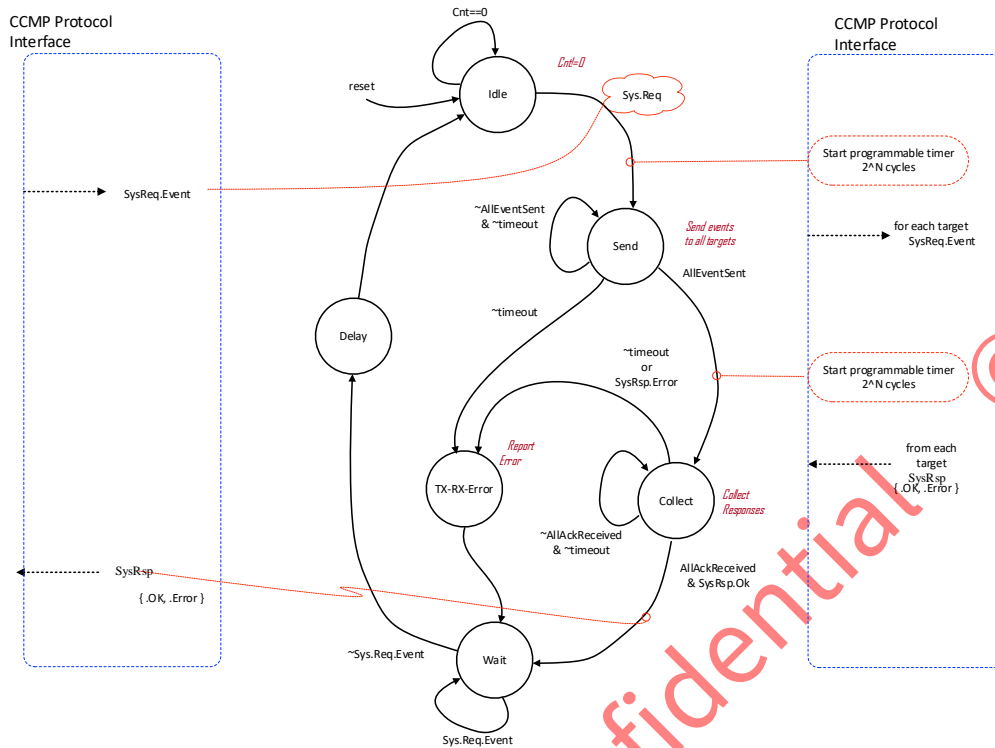 CCMP Protocol
Interface
CCMP Protocol
Interface
Cnt==0
Cnt!=0
reset
Idle
Sys.Req
Start programmable timer
2^N cycles
SysReq.Event
~AllEventSent
& ~timeout
Send events
to all targets
for each target
SysReq.Event
Send
AllEventSent
~timeout
Delay
~timeout
or
SysRsp.Error
Start programmable timer
2^N cycles
Report
Error
from each
target
SysRsp
{ .OK, .Error }
TX-RX-Error
Collect
Collect
Responses
~AllAckReceived
& ~timeout
SysRsp
{ .OK, .Error }
AllAckReceived
& SysRsp.Ok
~Sys.Req.Event
Wait
Sys.Req.Event
fidential